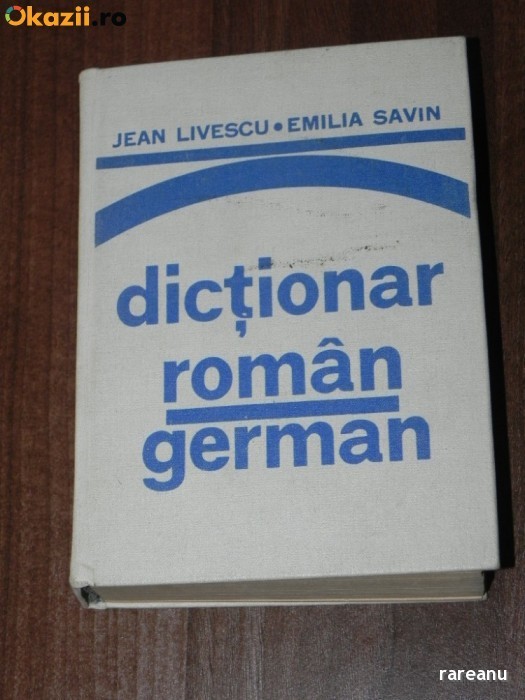 Okazii.ro
JEAN LIVESCU • EMILIA SAVIN
dicționar
român
german
rareanu